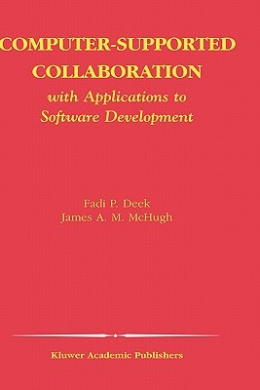 COMPUTER-SUPPORTED
COLLABORATION
with Applications to
Software Development
Fadi P. Deek
James A. M. McHugh
Kluwer Academic Publishers